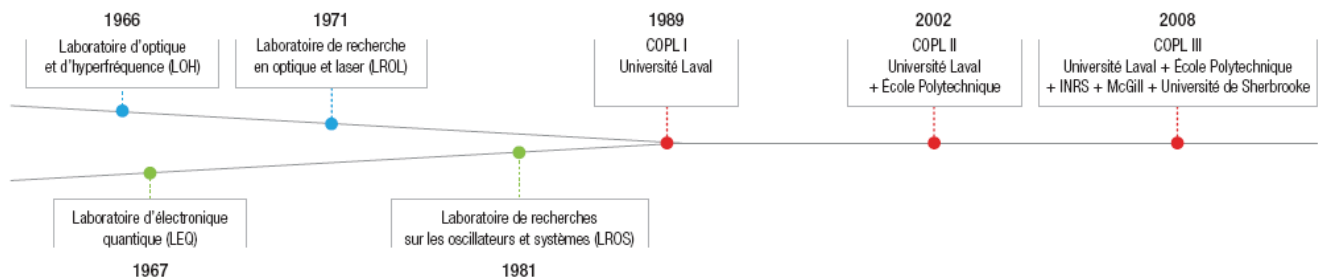 1966
Laboratoire d'optique
et d'hyperfréquence (LOH)
1971
Laboratoire de recherche
en optique et laser (LROL)
1989
COPL I
Université Laval
2002
COPL II
Université Laval
+ École Polytechnique
2008
COPL III
Université Laval + École Polytechnique
+ INRS + McGill + Université de Sherbrooke
Laboratoire d'électronique
quantique (LEQ)
1967
Laboratoire de recherches
sur les oscillateurs et systèmes (LROS)
1981